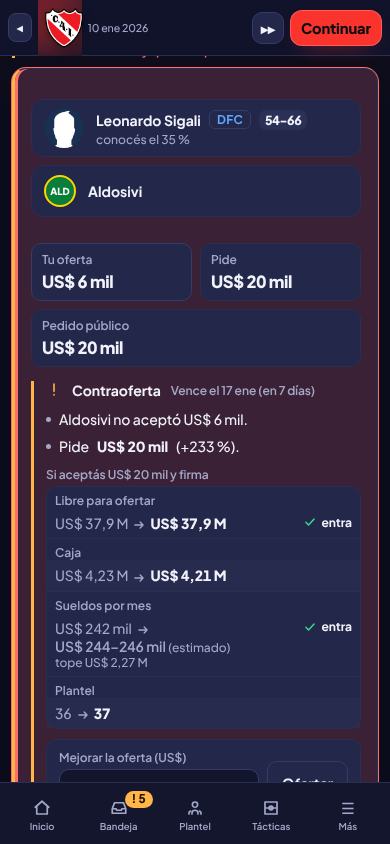 10 ene 2026
Continuar
Leonardo Sigali DFC 54–66
conocés el 35 %
ALD Aldosivi
Tu oferta
US$ 6 mil
Pide
US$ 20 mil
Pedido público
US$ 20 mil
! Contraoferta Vence el 17 ene (en 7 días)
Aldosivi no aceptó US$ 6 mil.
Pide US$ 20 mil (+233 %).
Si aceptás US$ 20 mil y firma
Libre para ofertar
US$ 37,9 M → US$ 37,9 M ✓ entra
Caja
US$ 4,23 M → US$ 4,21 M
Sueldos por mes
US$ 242 mil → ✓ entra
US$ 244–246 mil (estimado)
tope US$ 2,27 M
Plantel
36 → 37
Mejorar la oferta (US$)
Ofertar
! 5
Inicio Bandeja Plantel Tácticas Más